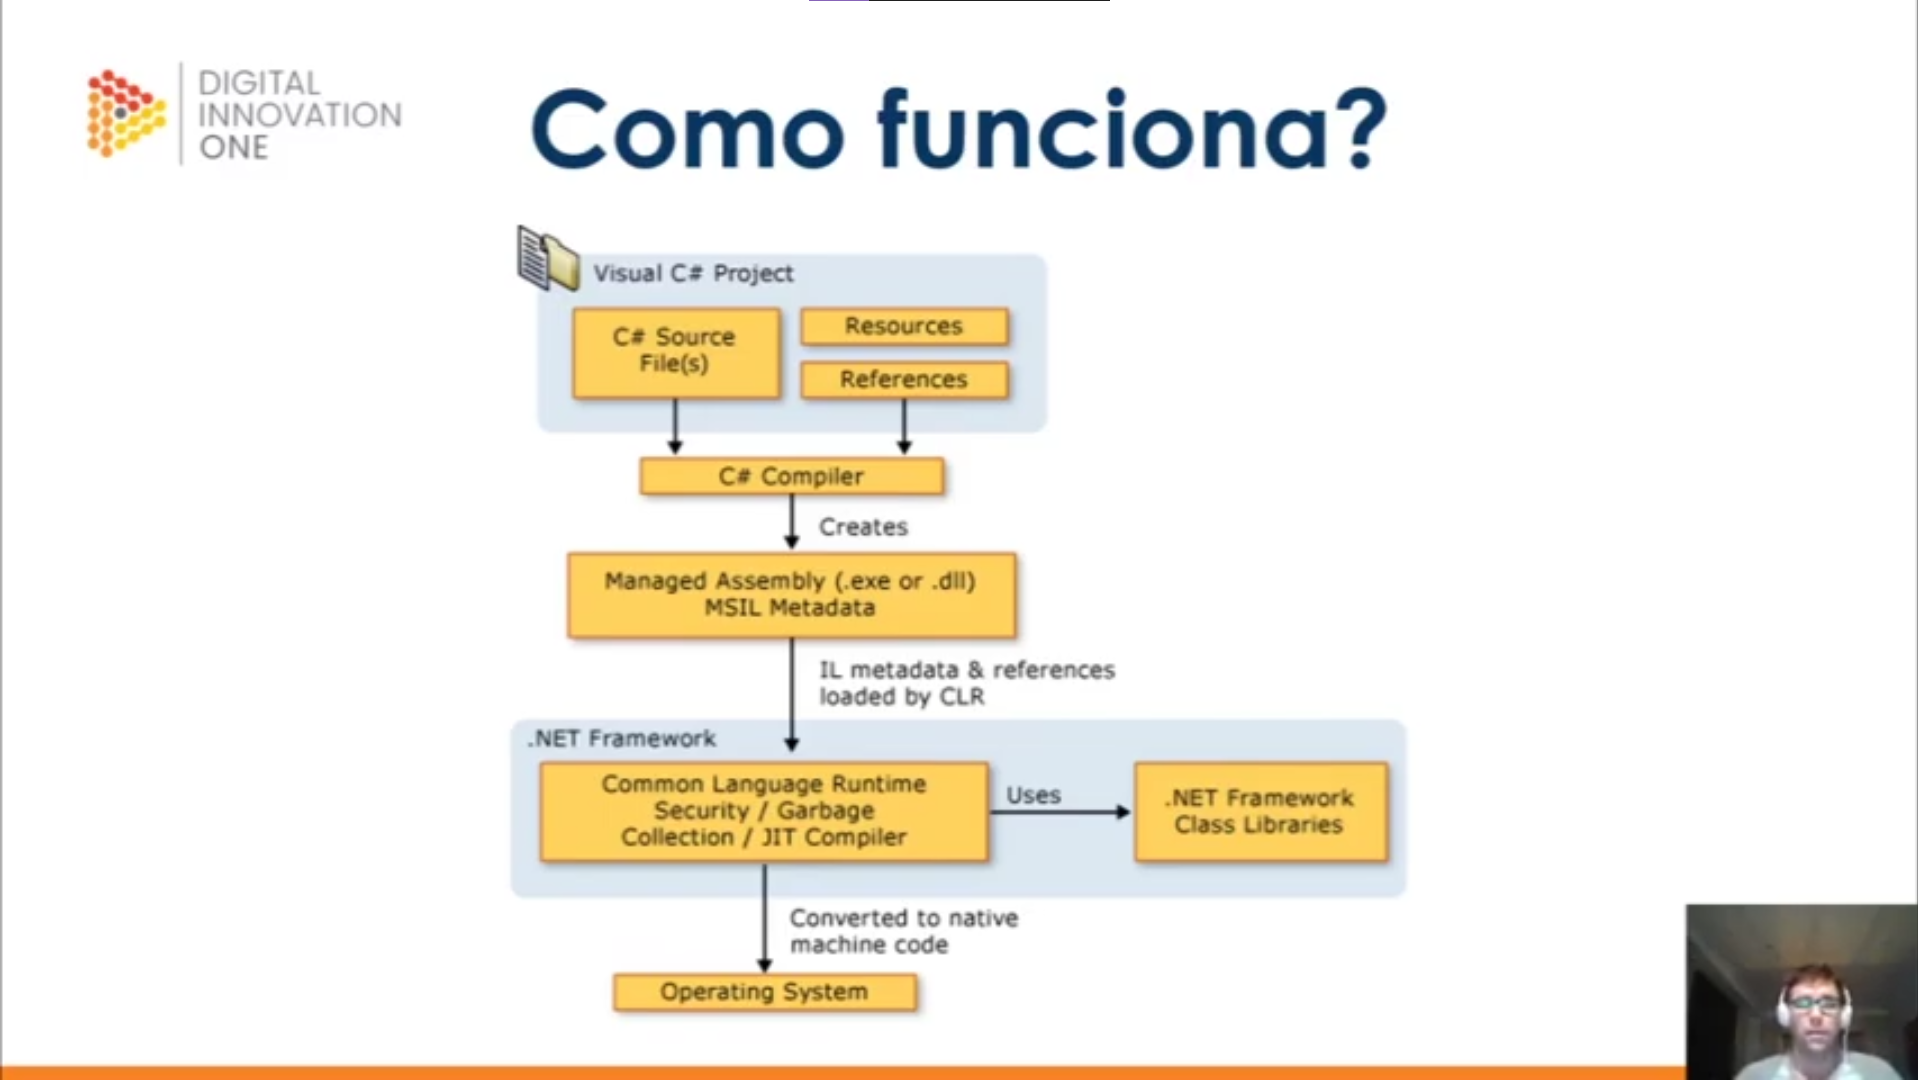 DIGITAL
INNOVATION
ONE
Como funciona?
Visual C# Project
C# Source
File(s)
Resources
References
C# Compiler
Creates
Managed Assembly (.exe or .dll)
MSIL Metadata
IL metadata & references
loaded by CLR
.NET Framework
Common Language Runtime
Security / Garbage
Collection / JIT Compiler
Uses
.NET Framework
Class Libraries
Converted to native
machine code
Operating System